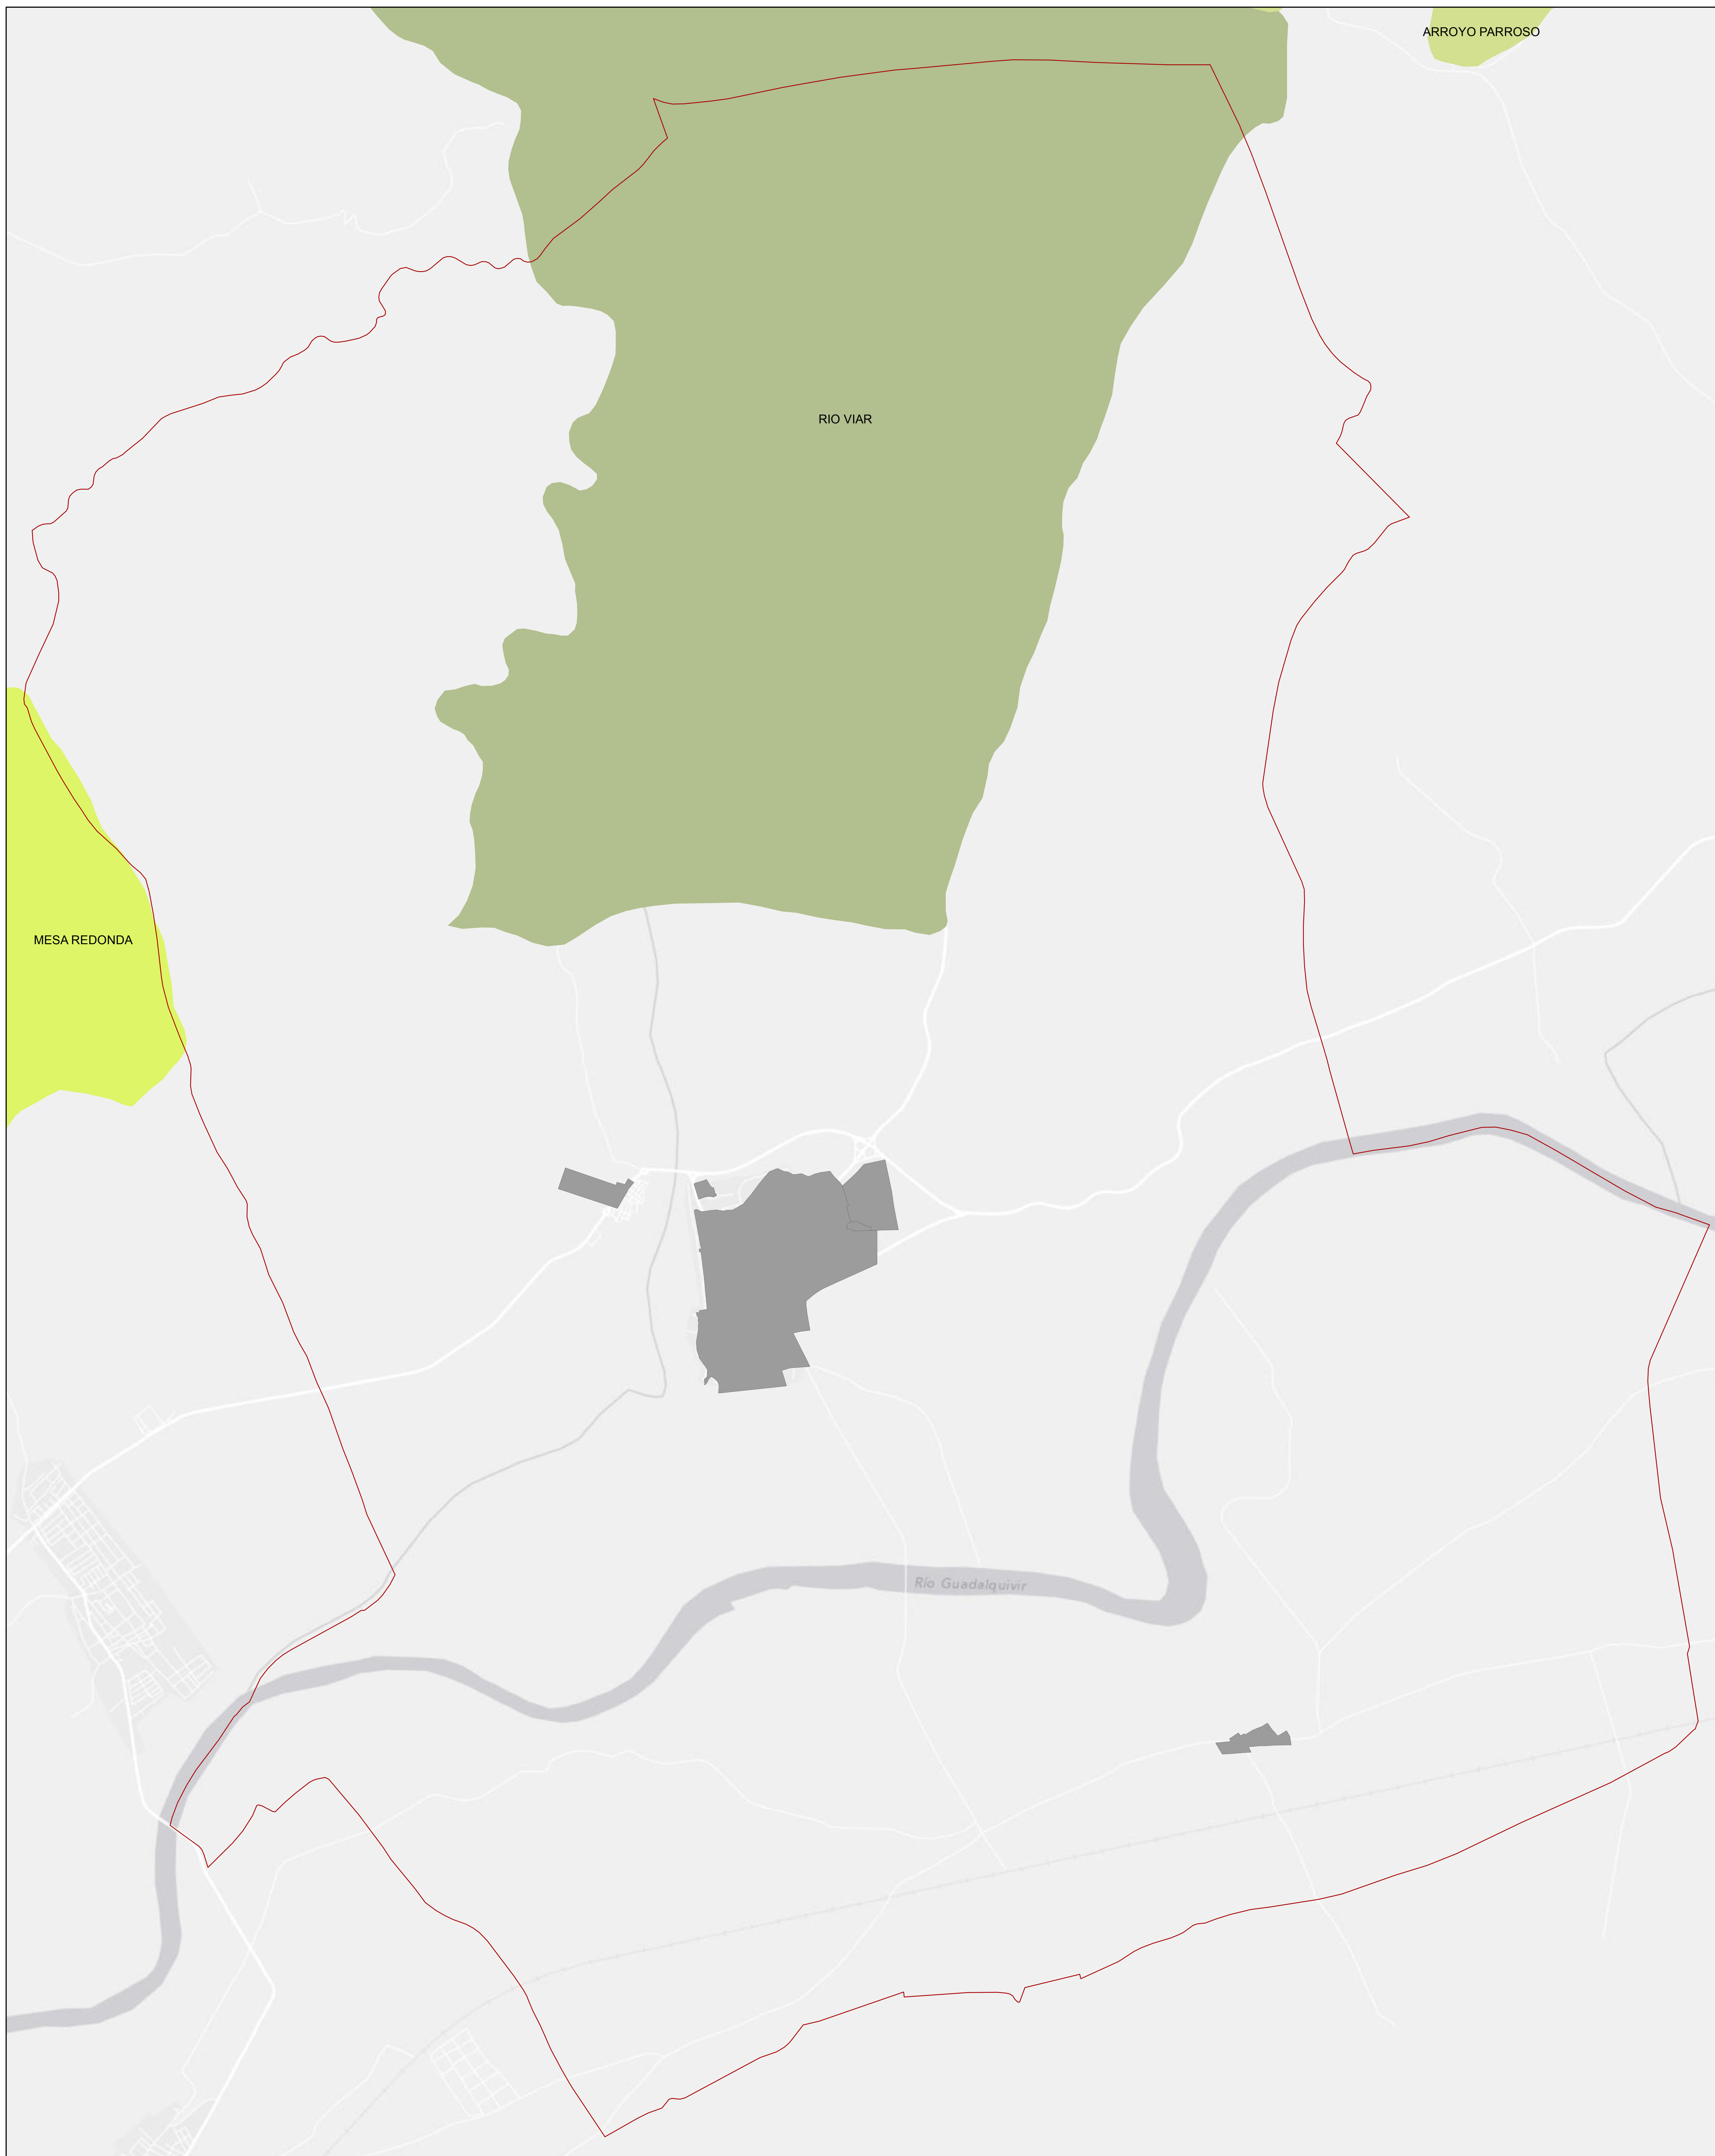 ARROYO PARROSO
RIO VIAR
MESA REDONDA
Río Guadalquivir